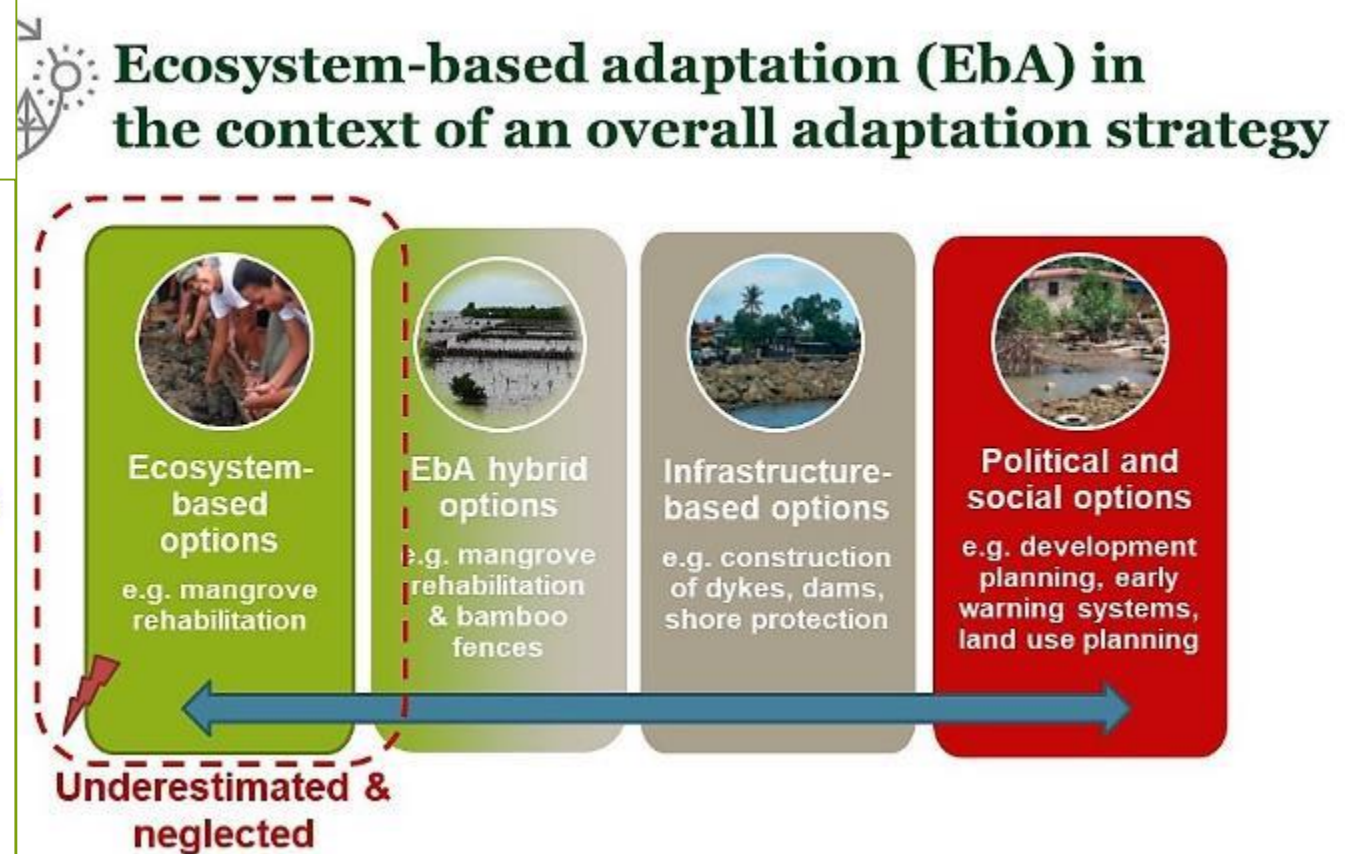 Ecosystem-based adaptation (EbA) in
the context of an overall adaptation strategy
Ecosystem-
based
options
e.g. mangrove
rehabilitation
EbA hybrid
options
e.g. mangrove
rehabilitation
& bamboo
fences
Infrastructure-
based options
e.g. construction
of dykes, dams,
shore protection
Political and
social options
e.g. development
planning, early
warning systems,
land use planning
Underestimated &
neglected